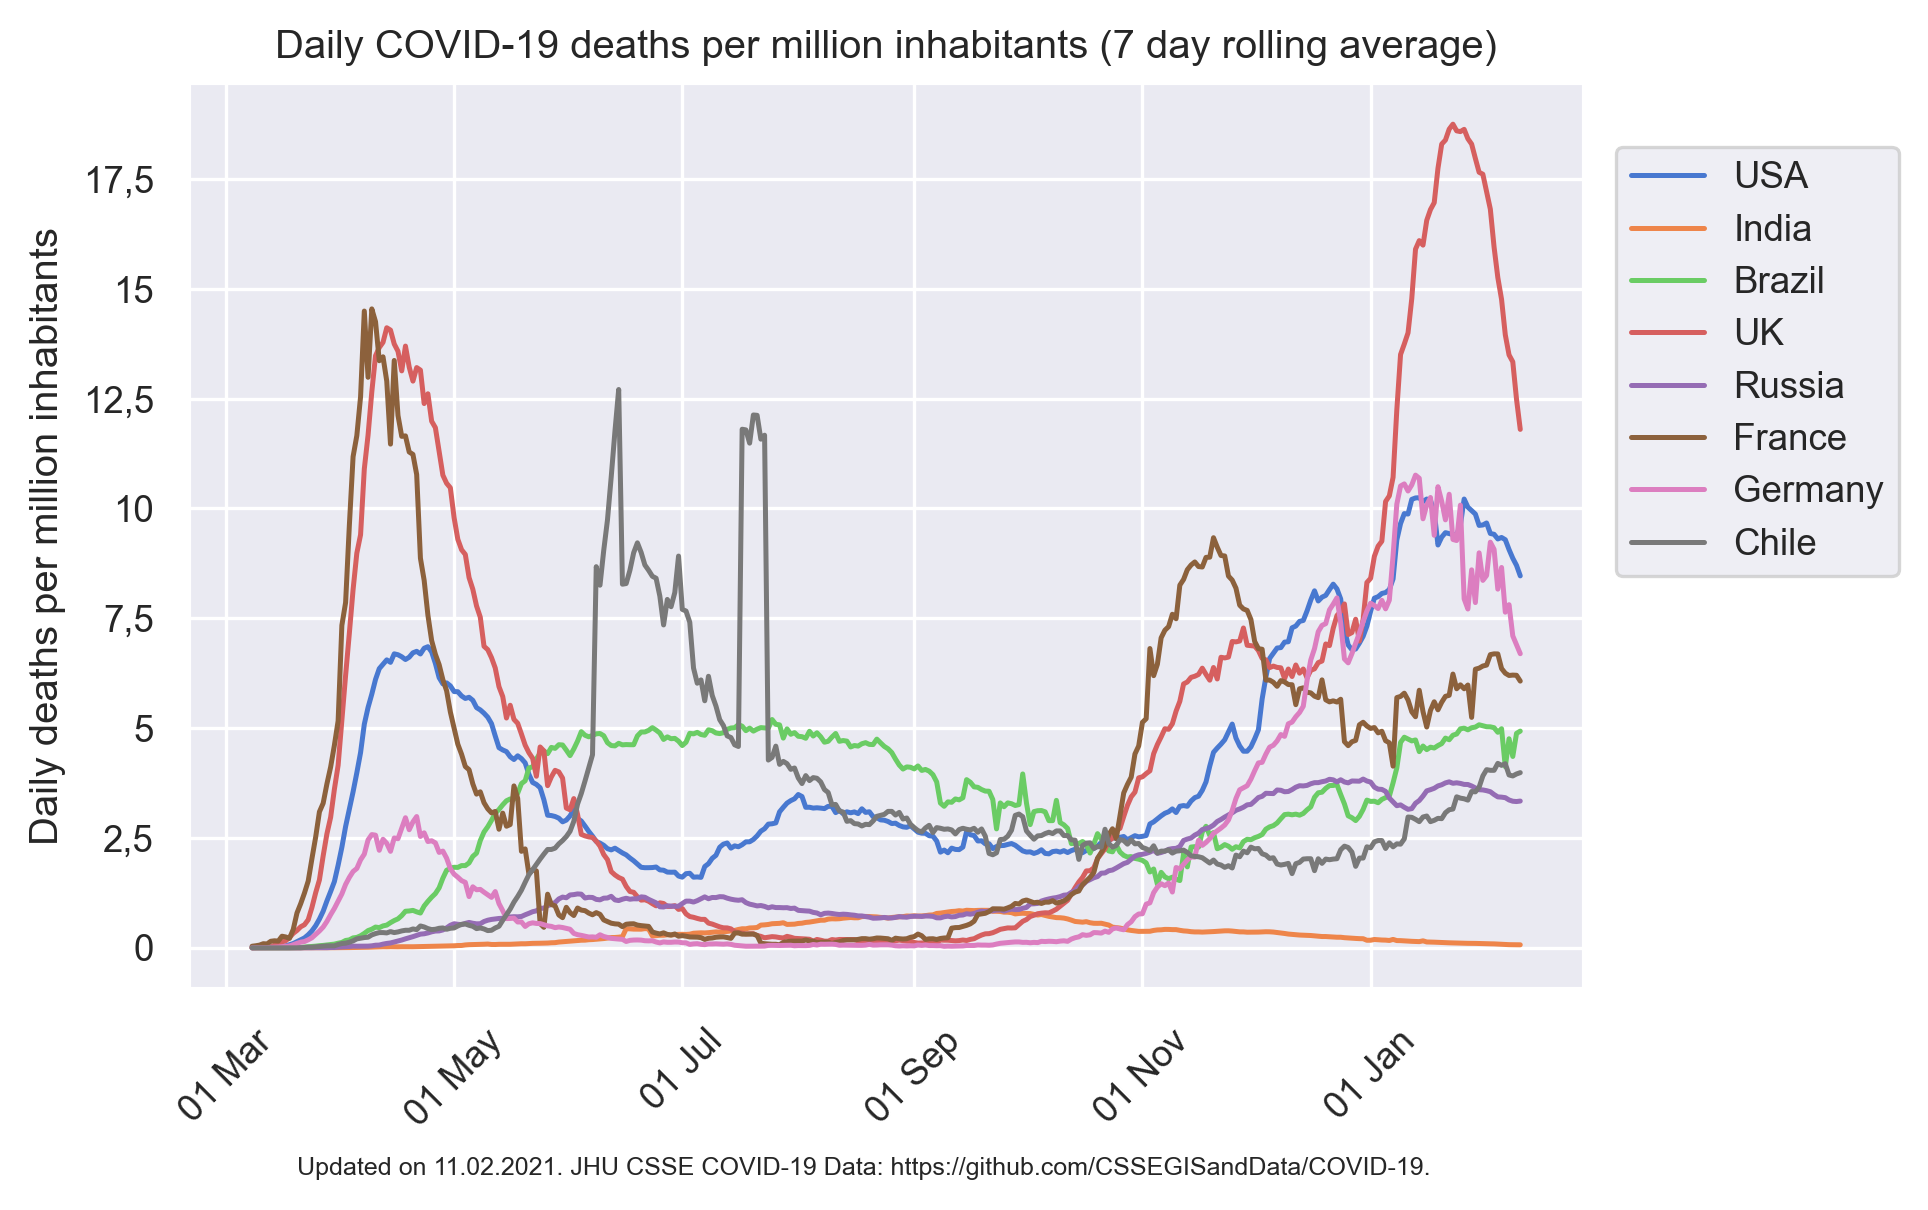 Daily COVID-19 deaths per million inhabitants (7 day rolling average)
Daily deaths per million inhabitants
17,5
15
12,5
10
7,5
5
2,5
0
01 Mar
01 May
01 Jul
01 Sep
01 Nov
01 Jan
USA
India
Brazil
UK
Russia
France
Germany
Chile
Updated on 11.02.2021. JHU CSSE COVID-19 Data: https://github.com/CSSEGISandData/COVID-19.